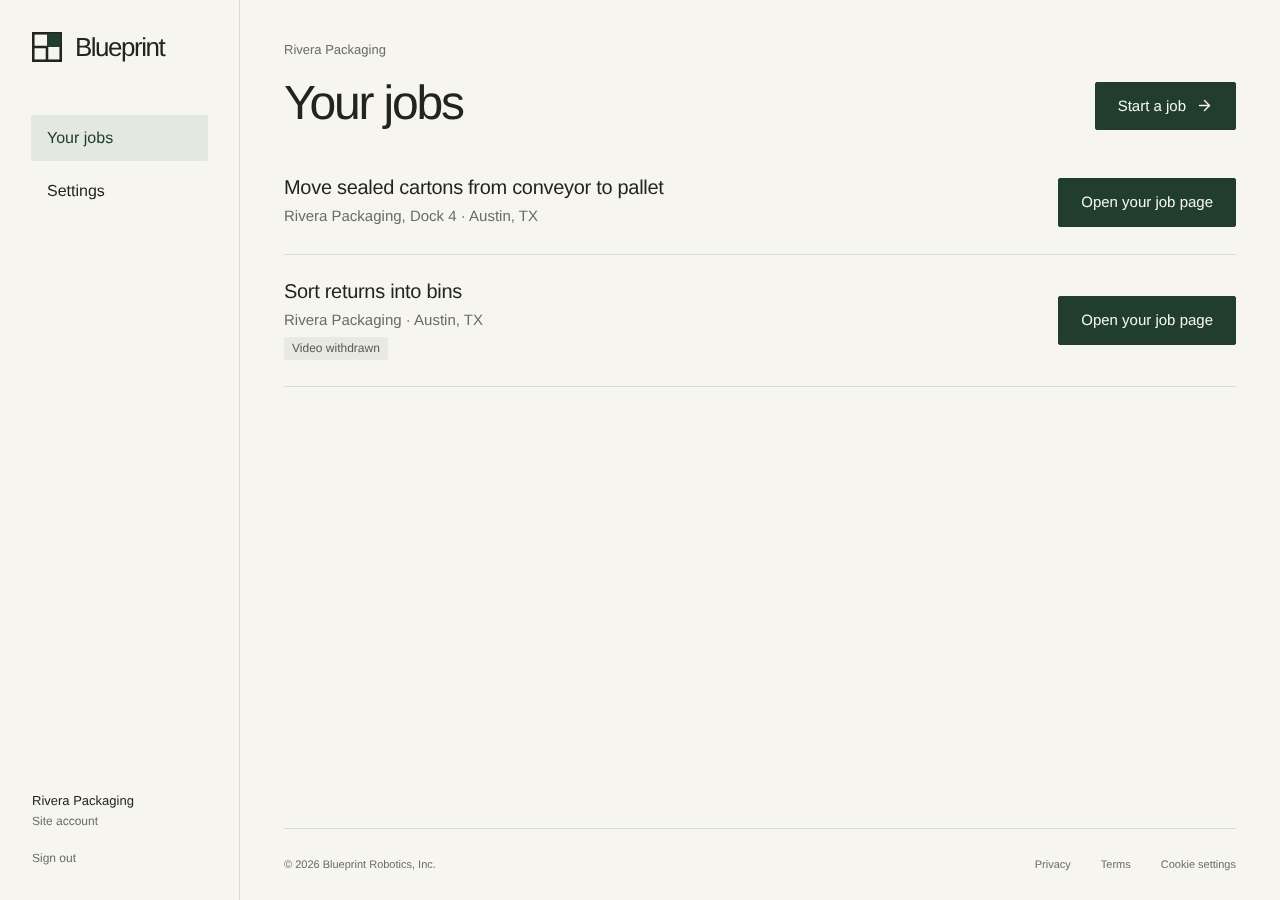 Blueprint
Your jobs
Settings
Rivera Packaging
Site account
Sign out
Rivera Packaging
Your jobs
Start a job
Move sealed cartons from conveyor to pallet
Rivera Packaging, Dock 4 · Austin, TX
Open your job page
Sort returns into bins
Rivera Packaging · Austin, TX
Video withdrawn
Open your job page
© 2026 Blueprint Robotics, Inc.
Privacy
Terms
Cookie settings